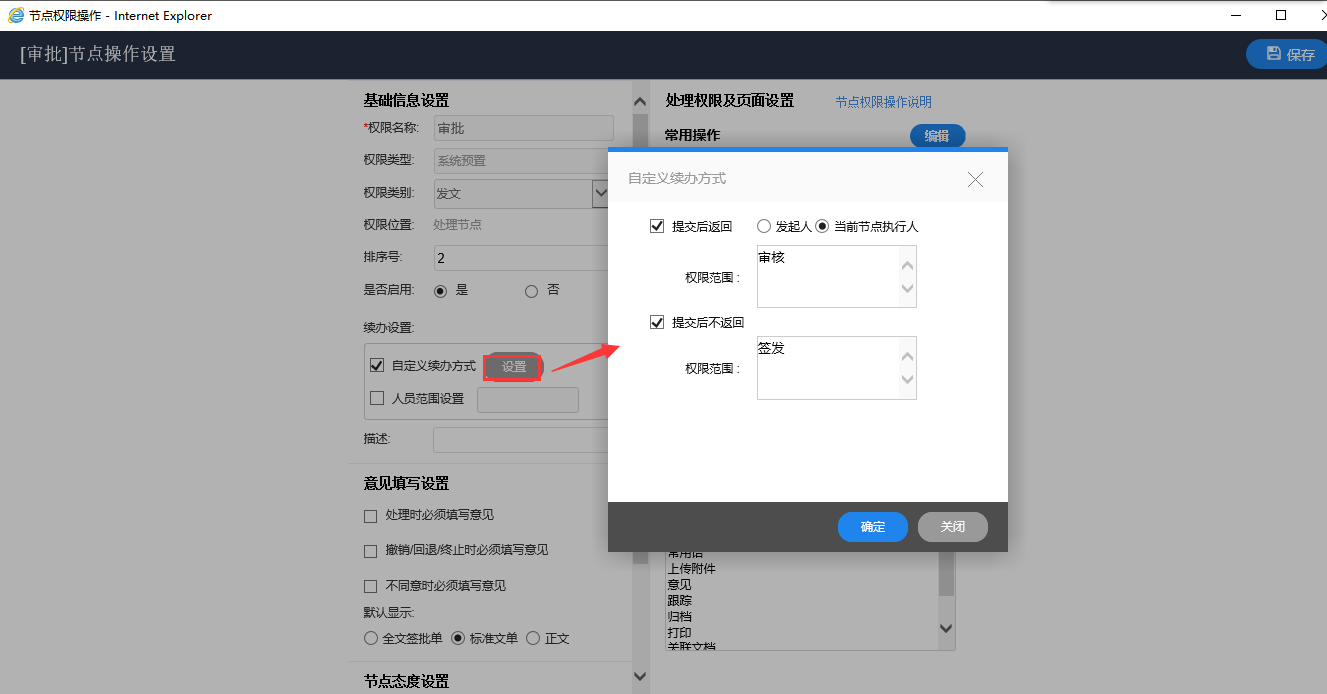 节点权限操作 - Internet Explorer
[审批]节点操作设置
保存
基础信息设置
*权限名称: 审批
权限类型: 系统预置
权限类别: 发文
权限位置: 处理节点
排序号: 2
是否启用: 是 否
续办设置:
自定义续办方式 设置
人员范围设置
描述:
意见填写设置
处理时必须填写意见
撤销/回退/终止时必须填写意见
不同意时必须填写意见
默认显示:
全文签批单 标准文单 正文
节点态度设置
处理权限及页面设置 节点权限操作说明
常用操作 编辑
自定义续办方式
提交后返回 发起人 当前节点执行人
权限范围: 审核
提交后不返回
权限范围: 签发
确定 关闭
常用语
上传附件
意见
跟踪
归档
打印
关联文档